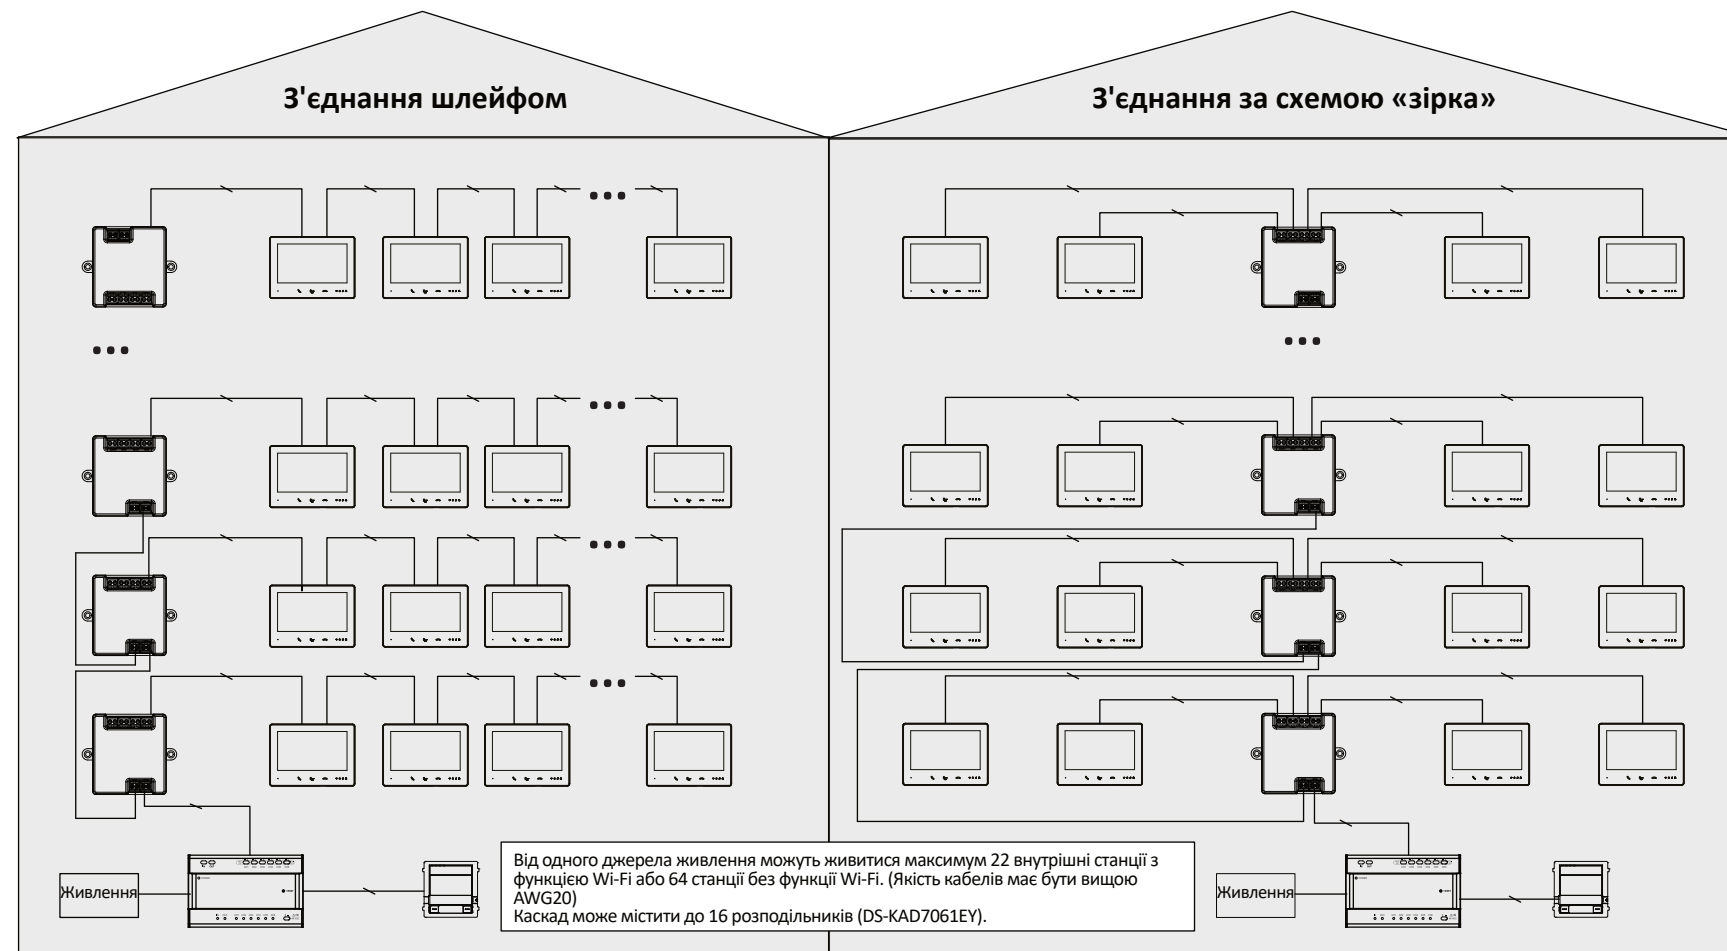 З'єднання шлейфом
З'єднання за схемою «зірка»
Живлення
Від одного джерела живлення можуть живитися максимум 22 внутрішні станції з
функцією Wi-Fi або 64 станції без функції Wi-Fi. (Якість кабелів має бути вищою
AWG20)
Каскад може містити до 16 розподільників (DS-KAD7061EY).
Живлення